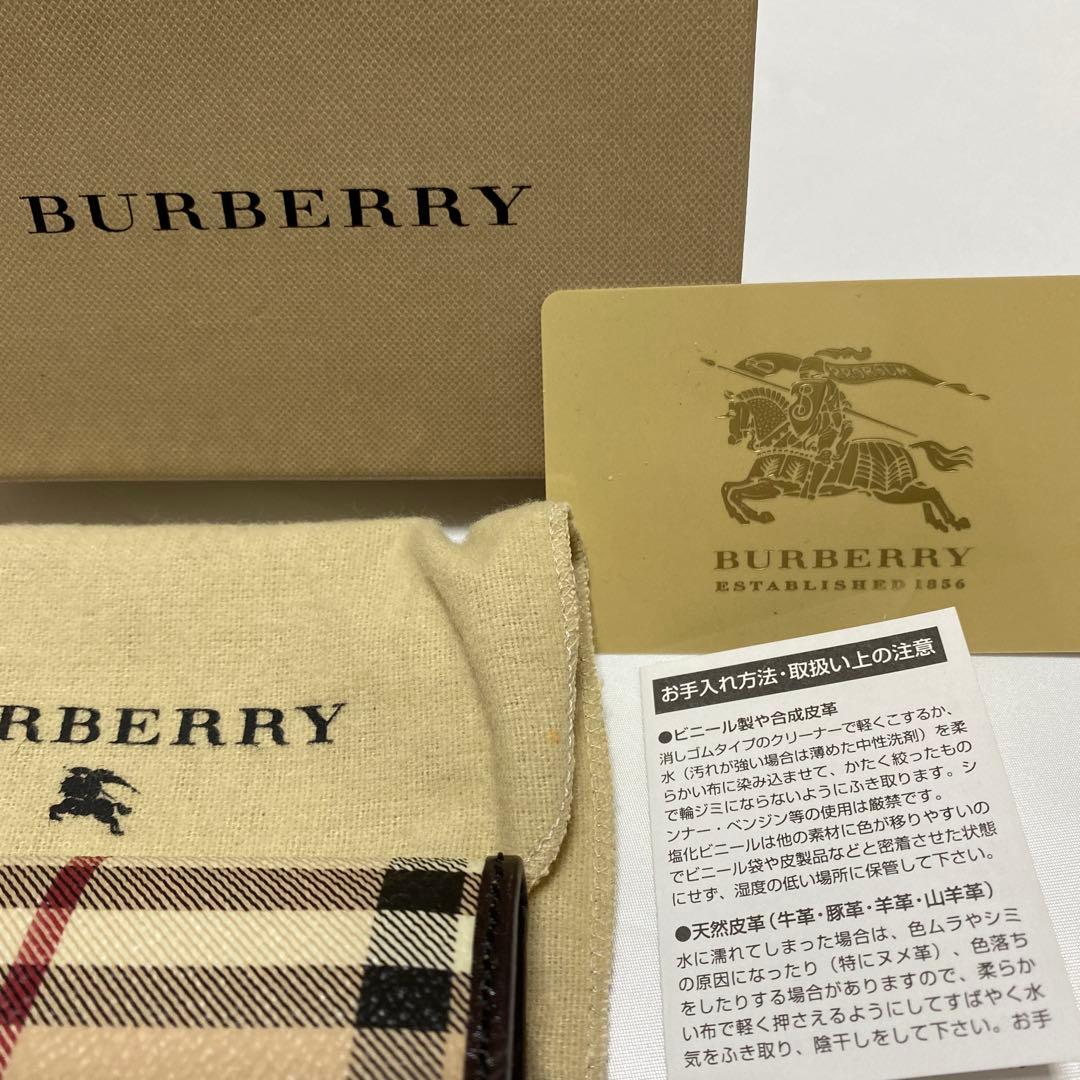 BURBERRY
PRORSUM
BURBERRY
ESTABLISHED 1856
RBERRY
お手入れ方法・取扱い上の注意
●ビニール製や合成皮革
消しゴムタイプのクリーナーで軽くこするか、
水（汚れが強い場合は薄めた中性洗剤）を柔
らかい布に染み込ませて、かたく絞ったもの
で輪ジミにならないようにふき取ります。シ
ンナー・ベンジン等の使用は厳禁です。
塩化ビニールは他の素材に色が移りやすいの
でビニール袋や皮製品などと密着させた状態
にせず、湿度の低い場所に保管して下さい。
●天然皮革（牛革・豚革・羊革・山羊革）
水に濡れてしまった場合は、色ムラやシミ
の原因になったり（特にヌメ革）、色落ち
をしたりする場合がありますので、柔らか
い布で軽く押さえるようにしてすばやく水
気をふき取り、陰干しをして下さい。お手